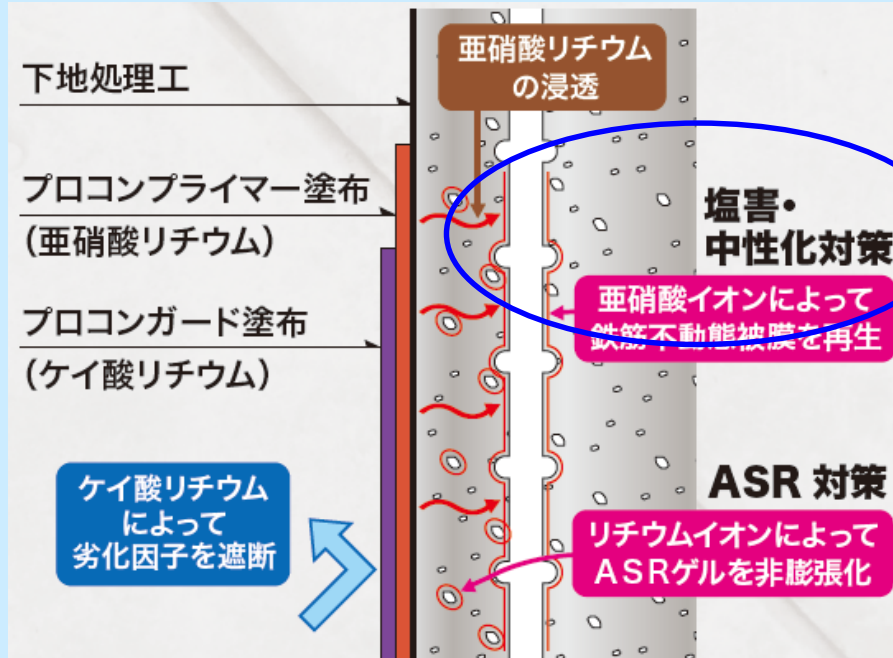 下地処理工
プロコンプライマー塗布
(亜硝酸リチウム)
プロコンガード塗布
(ケイ酸リチウム)
ケイ酸リチウム
によって
劣化因子を遮断
亜硝酸リチウム
の浸透
塩害・
中性化対策
亜硝酸イオンによって
鉄筋不動態被膜を再生
ASR 対策
リチウムイオンによって
ASRゲルを非膨張化